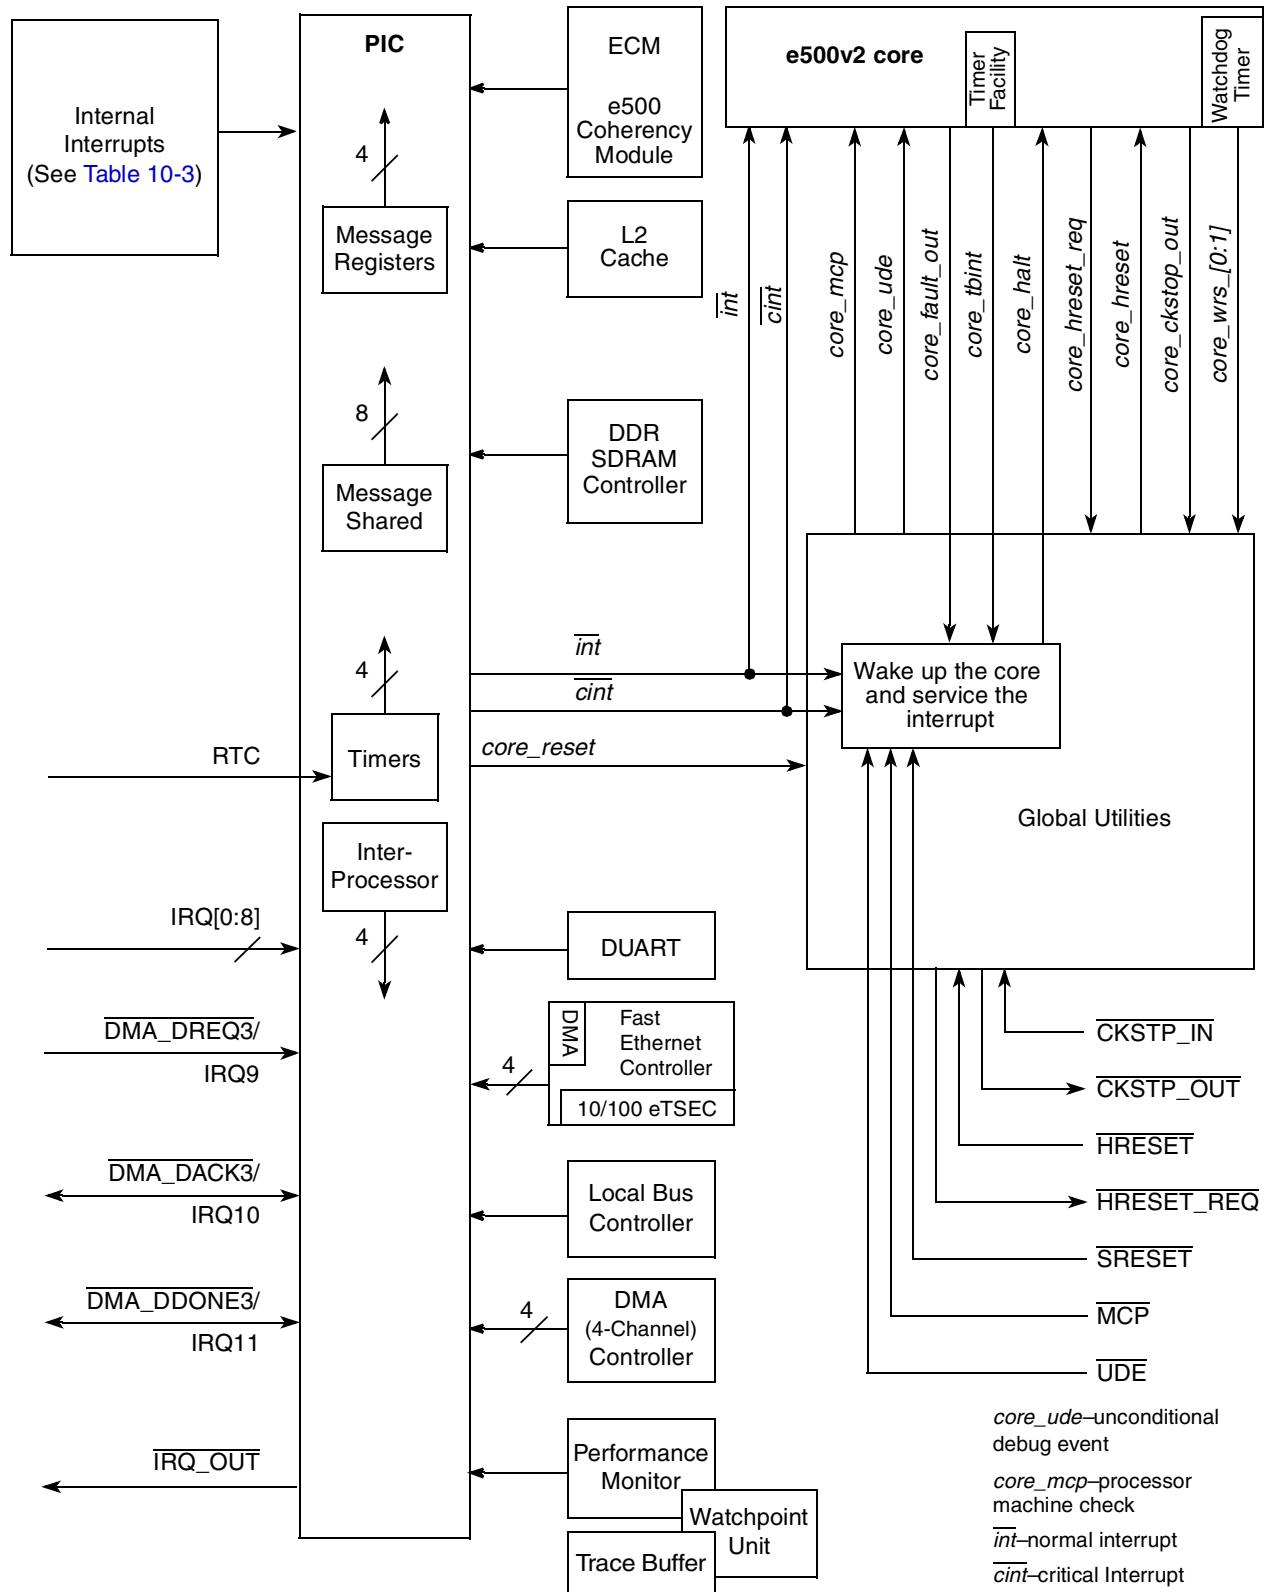 PIC
Internal
Interrupts
(See Table 10-3)
4
Message
Registers
8
Message
Shared
4
Timers
RTC
Inter-
Processor
4
IRQ[0:8]
DMA_DREQ3/
IRQ9
DMA_DACK3/
IRQ10
DMA_DDONE3/
IRQ11
IRQ_OUT
ECM
e500
Coherency
Module
L2
Cache
DDR
SDRAM
Controller
int
cint
core_reset
DUART
DMA
Fast
Ethernet
Controller
10/100 eTSEC
4
Local Bus
Controller
4
DMA
(4-Channel)
Controller
Performance
Monitor
Watchpoint
Unit
Trace Buffer
e500v2 core
Timer
Facility
Watchdog
Timer
int
cint
core_mcp
core_ude
core_fault_out
core_tbint
core_halt
core_hreset_req
core_hreset
core_ckstop_out
core_wrs_[0:1]
Wake up the core
and service the
interrupt
Global Utilities
CKSTP_IN
CKSTP_OUT
HRESET
HRESET_REQ
SRESET
MCP
UDE
core_ude–unconditional
debug event
core_mcp–processor
machine check
int–normal interrupt
cint–critical Interrupt